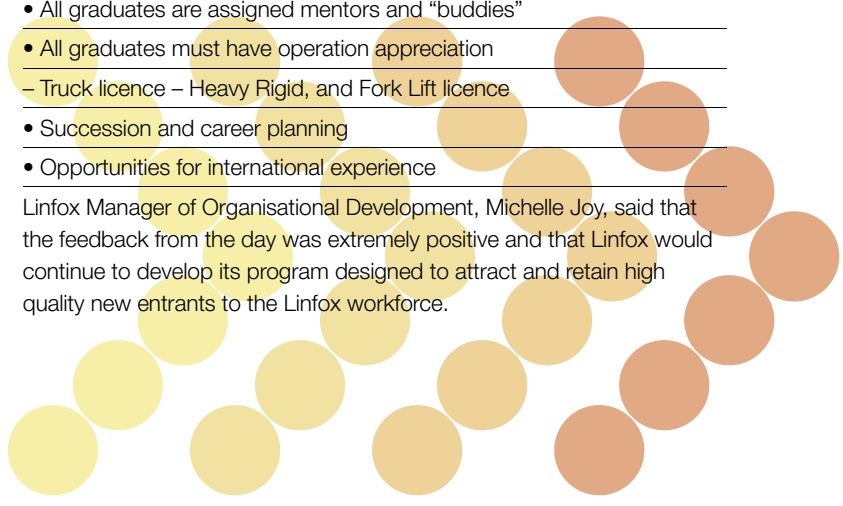 • All graduates are assigned mentors and “buddies”
• All graduates must have operation appreciation
– Truck licence – Heavy Rigid, and Fork Lift licence
• Succession and career planning
• Opportunities for international experience
Linfox Manager of Organisational Development, Michelle Joy, said that
the feedback from the day was extremely positive and that Linfox would
continue to develop its program designed to attract and retain high
quality new entrants to the Linfox workforce.